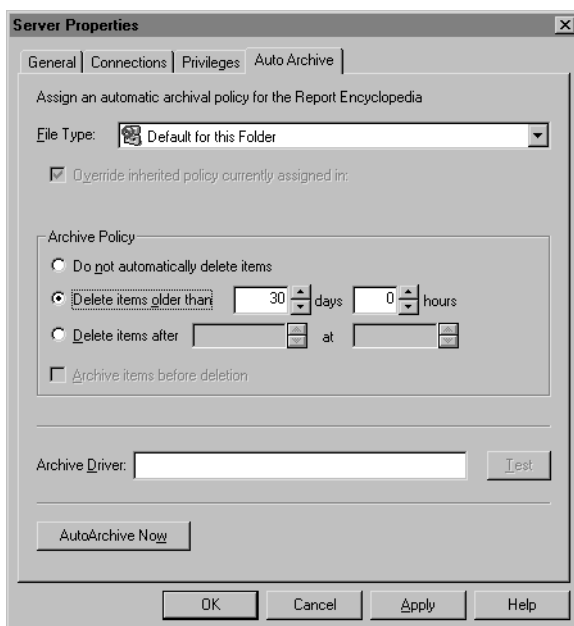 Server Properties
General Connections Privileges Auto Archive
Assign an automatic archival policy for the Report Encyclopedia
File Type: Default for this Folder
Override inherited policy currently assigned in:
Archive Policy
Do not automatically delete items
Delete items older than 30 days 0 hours
Delete items after at
Archive items before deletion
Archive Driver: Test
AutoArchive Now
OK Cancel Apply Help